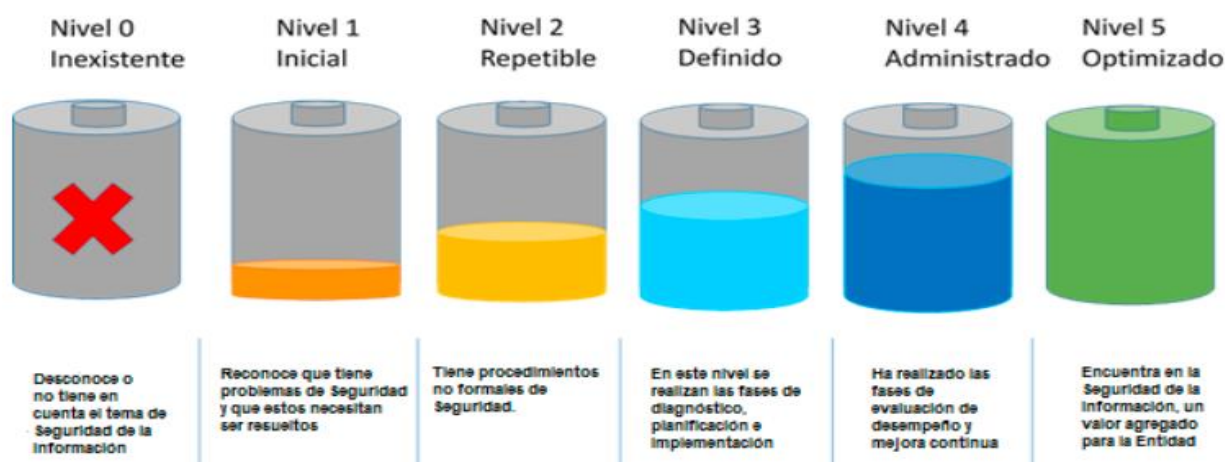 Nivel 0
Inexistente
Nivel 1
Inicial
Nivel 2
Repetible
Nivel 3
Definido
Nivel 4
Administrado
Nivel 5
Optimizado
Desconoce o
no tiene en
cuenta el tema de
Seguridad de la
Información
Reconoce que tiene
problemas de Seguridad
y que estos necesitan
ser resueltos
Tiene procedimientos
no formales de
Seguridad.
En este nivel se
realizan las fases de
diagnóstico,
planificación e
implementación
Ha realizado las
fases de
evaluación de
desempeño y
mejora continua
Encuentra en la
Seguridad de la
Información, un
valor agregado
para la Entidad